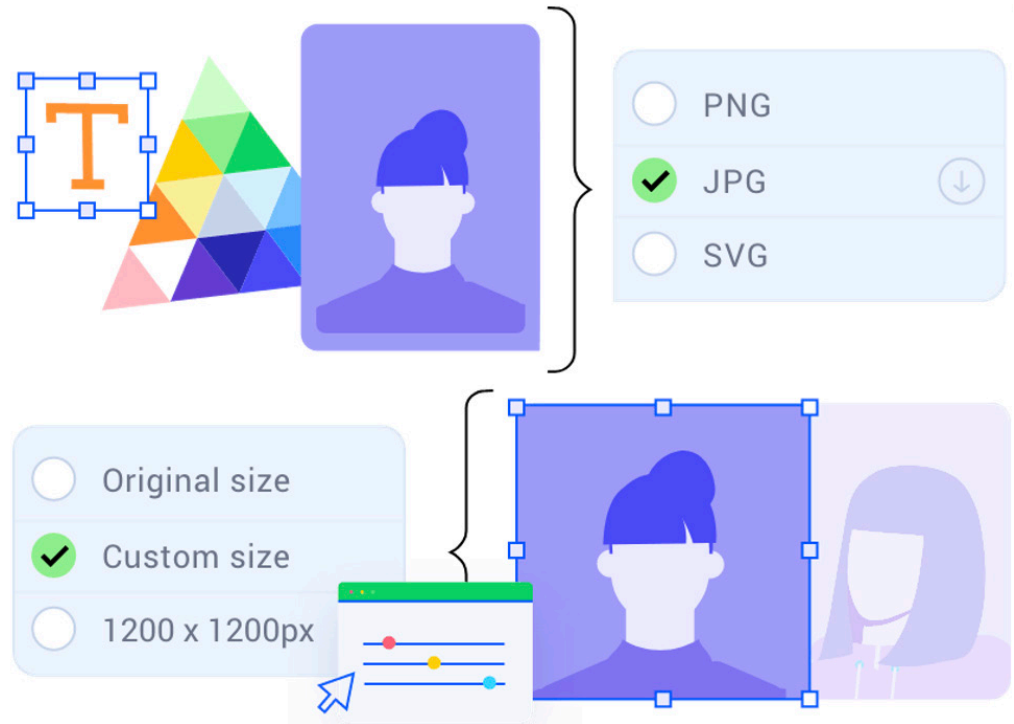 T
PNG
JPG
SVG
Original size
Custom size
1200 x 1200px